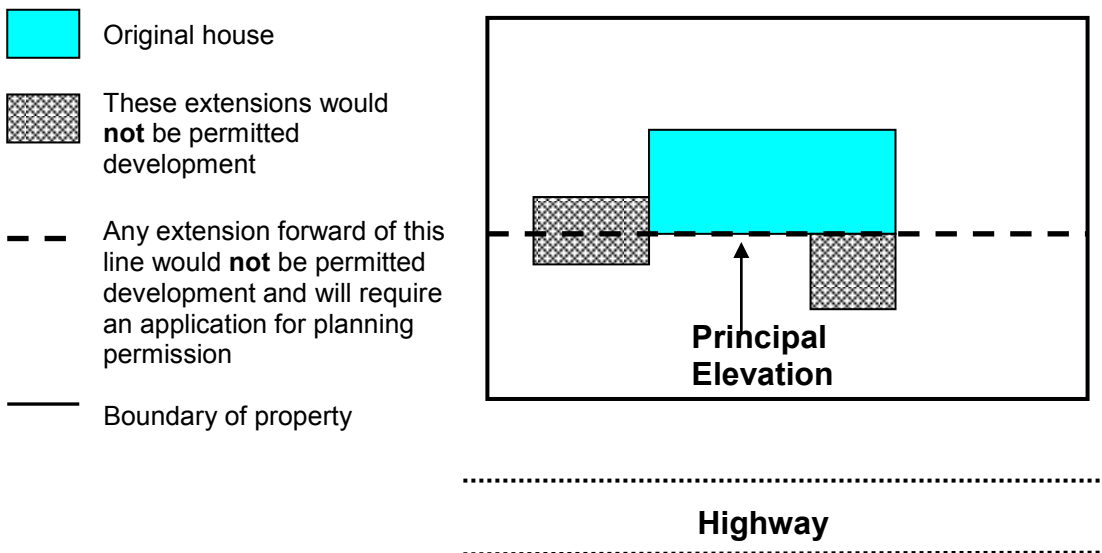 Original house
These extensions would
not be permitted
development
Any extension forward of this
line would not be permitted
development and will require
an application for planning
permission
Boundary of property
Principal
Elevation
Highway